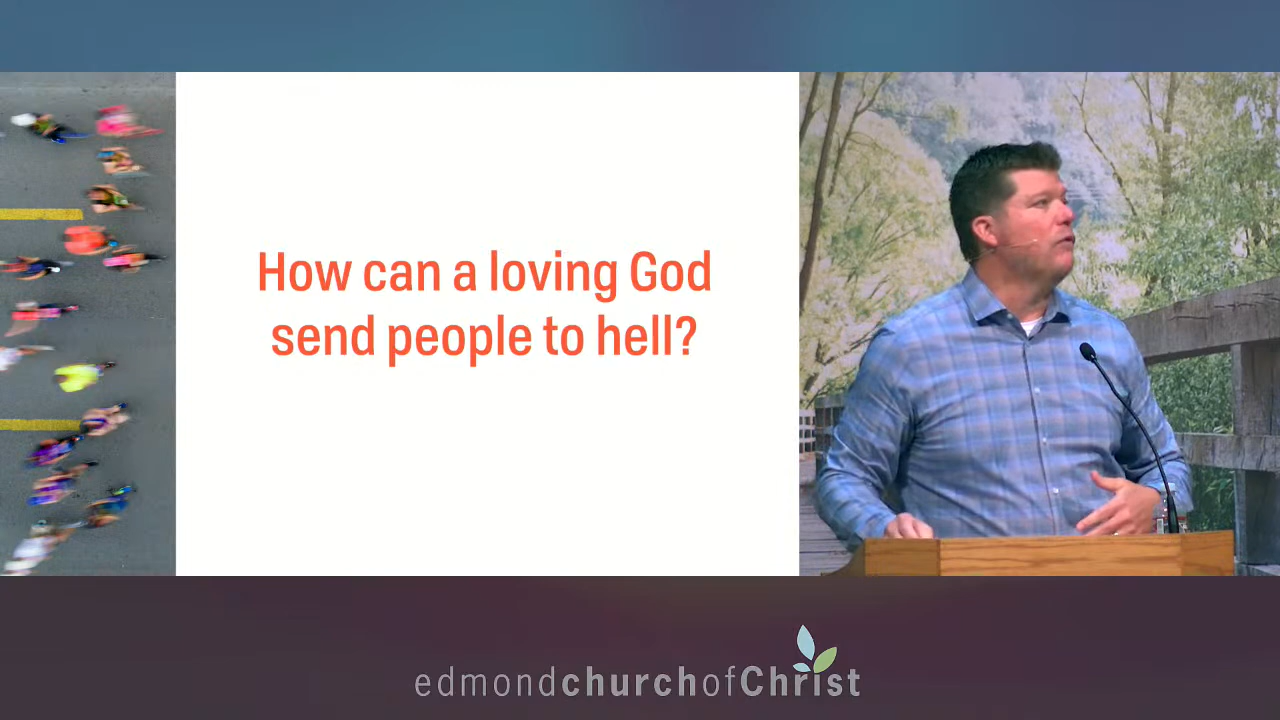 How can a loving God
send people to hell?
edmondchurchofChrist